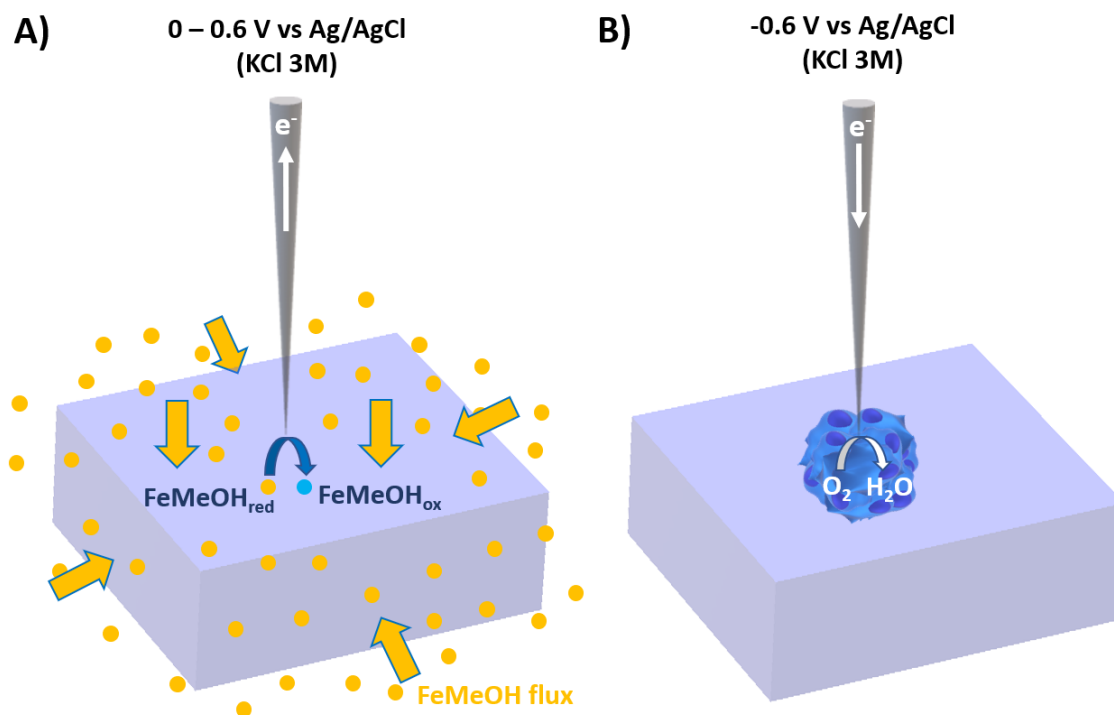 A)
0 – 0.6 V vs Ag/AgCl
(KCl 3M)
e⁻
FeMeOHred
FeMeOHox
FeMeOH flux
B)
-0.6 V vs Ag/AgCl
(KCl 3M)
e⁻
O₂ H₂O